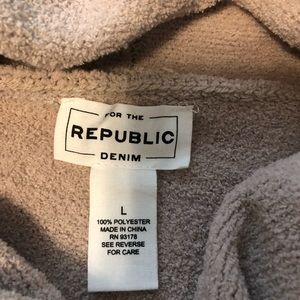 FOR THE
REPUBLIC
DENIM
L
100% POLYESTER
MADE IN CHINA
RN 93178
SEE REVERSE
FOR CARE